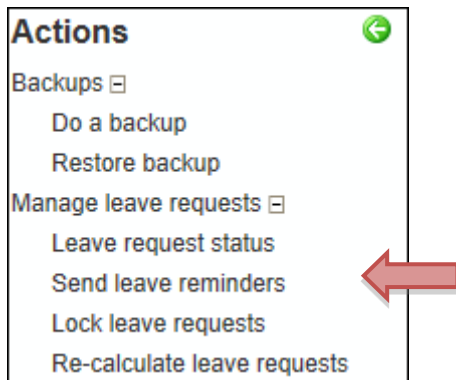 Actions
Backups
Do a backup
Restore backup
Manage leave requests
Leave request status
Send leave reminders
Lock leave requests
Re-calculate leave requests